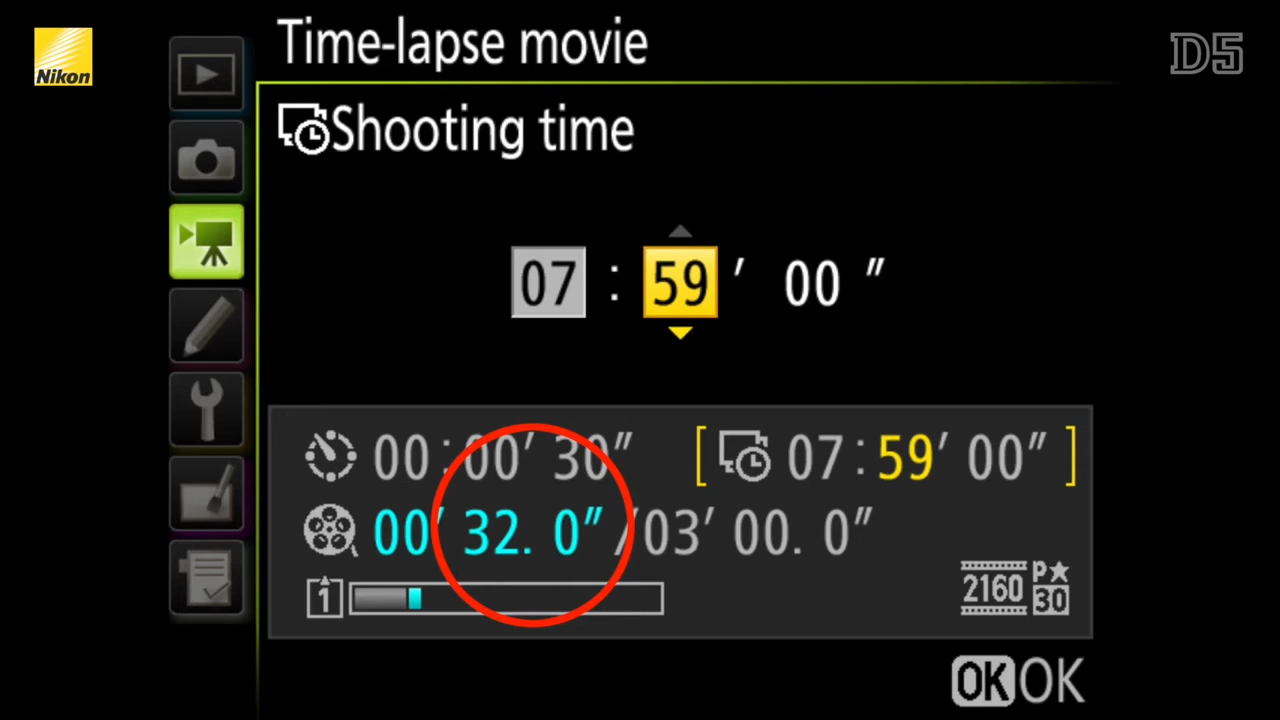 Nikon
D5
Time-lapse movie
Shooting time
07 : 59 ′ 00 ″
00:00′ 30″ [ 07:59′ 00″ ]
00′ 32. 0″ /03′ 00. 0″
1
2160 P★ 30
OK OK